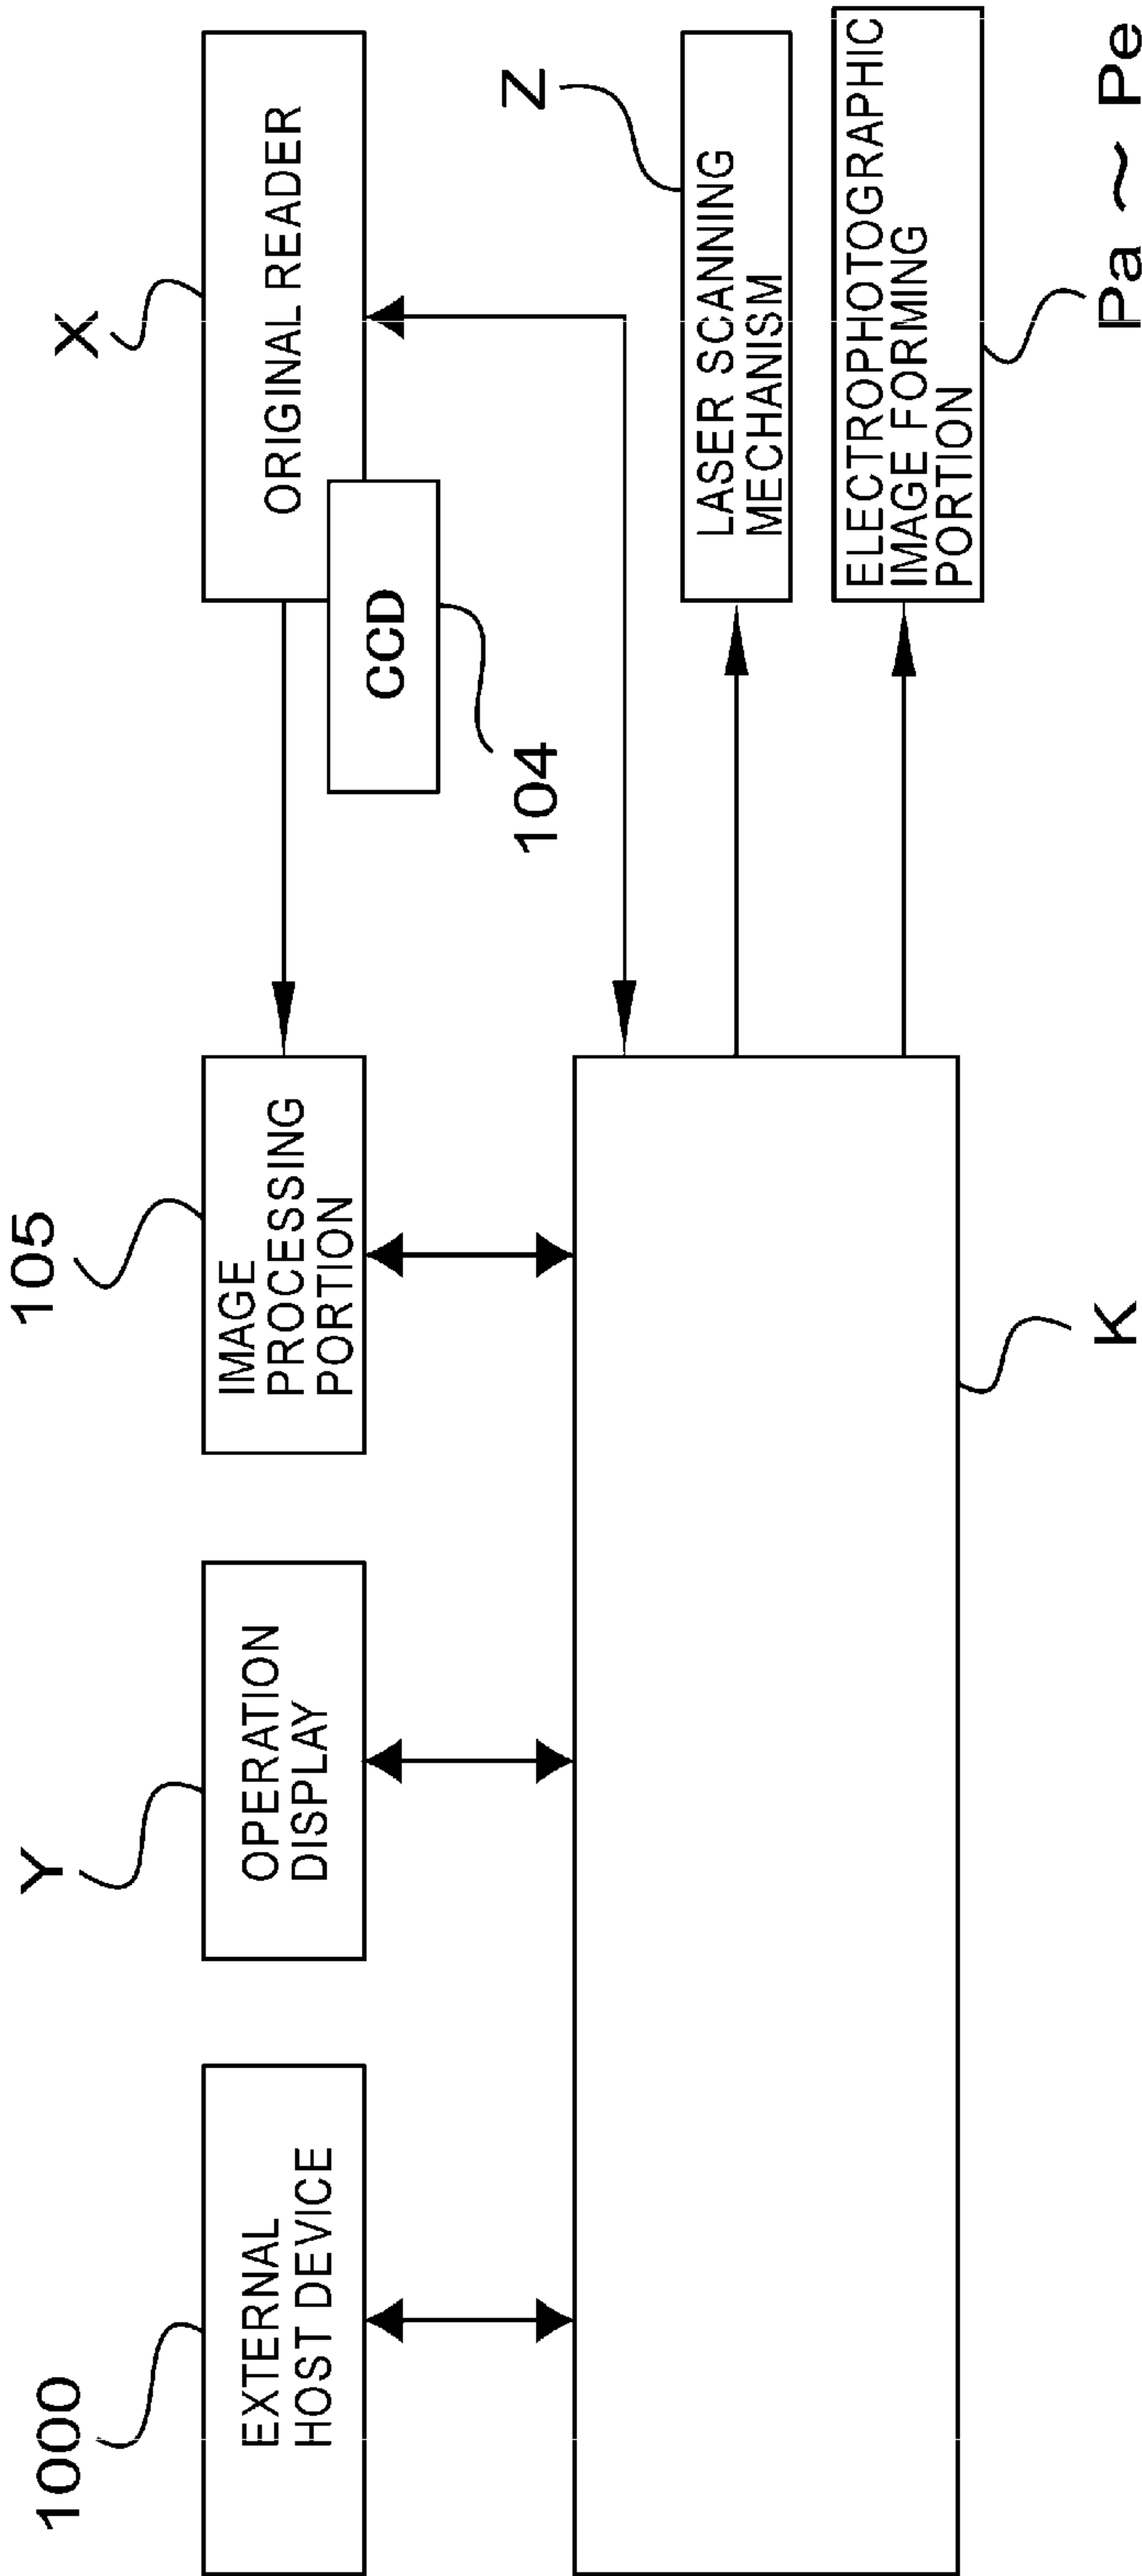 1000
EXTERNAL
HOST DEVICE
Y
OPERATION
DISPLAY
105
IMAGE
PROCESSING
PORTION
X
ORIGINAL READER
CCD
104
Z
LASER SCANNING
MECHANISM
ELECTROPHOTOGRAPHIC
IMAGE FORMING
PORTION
Pa ~ Pe
K